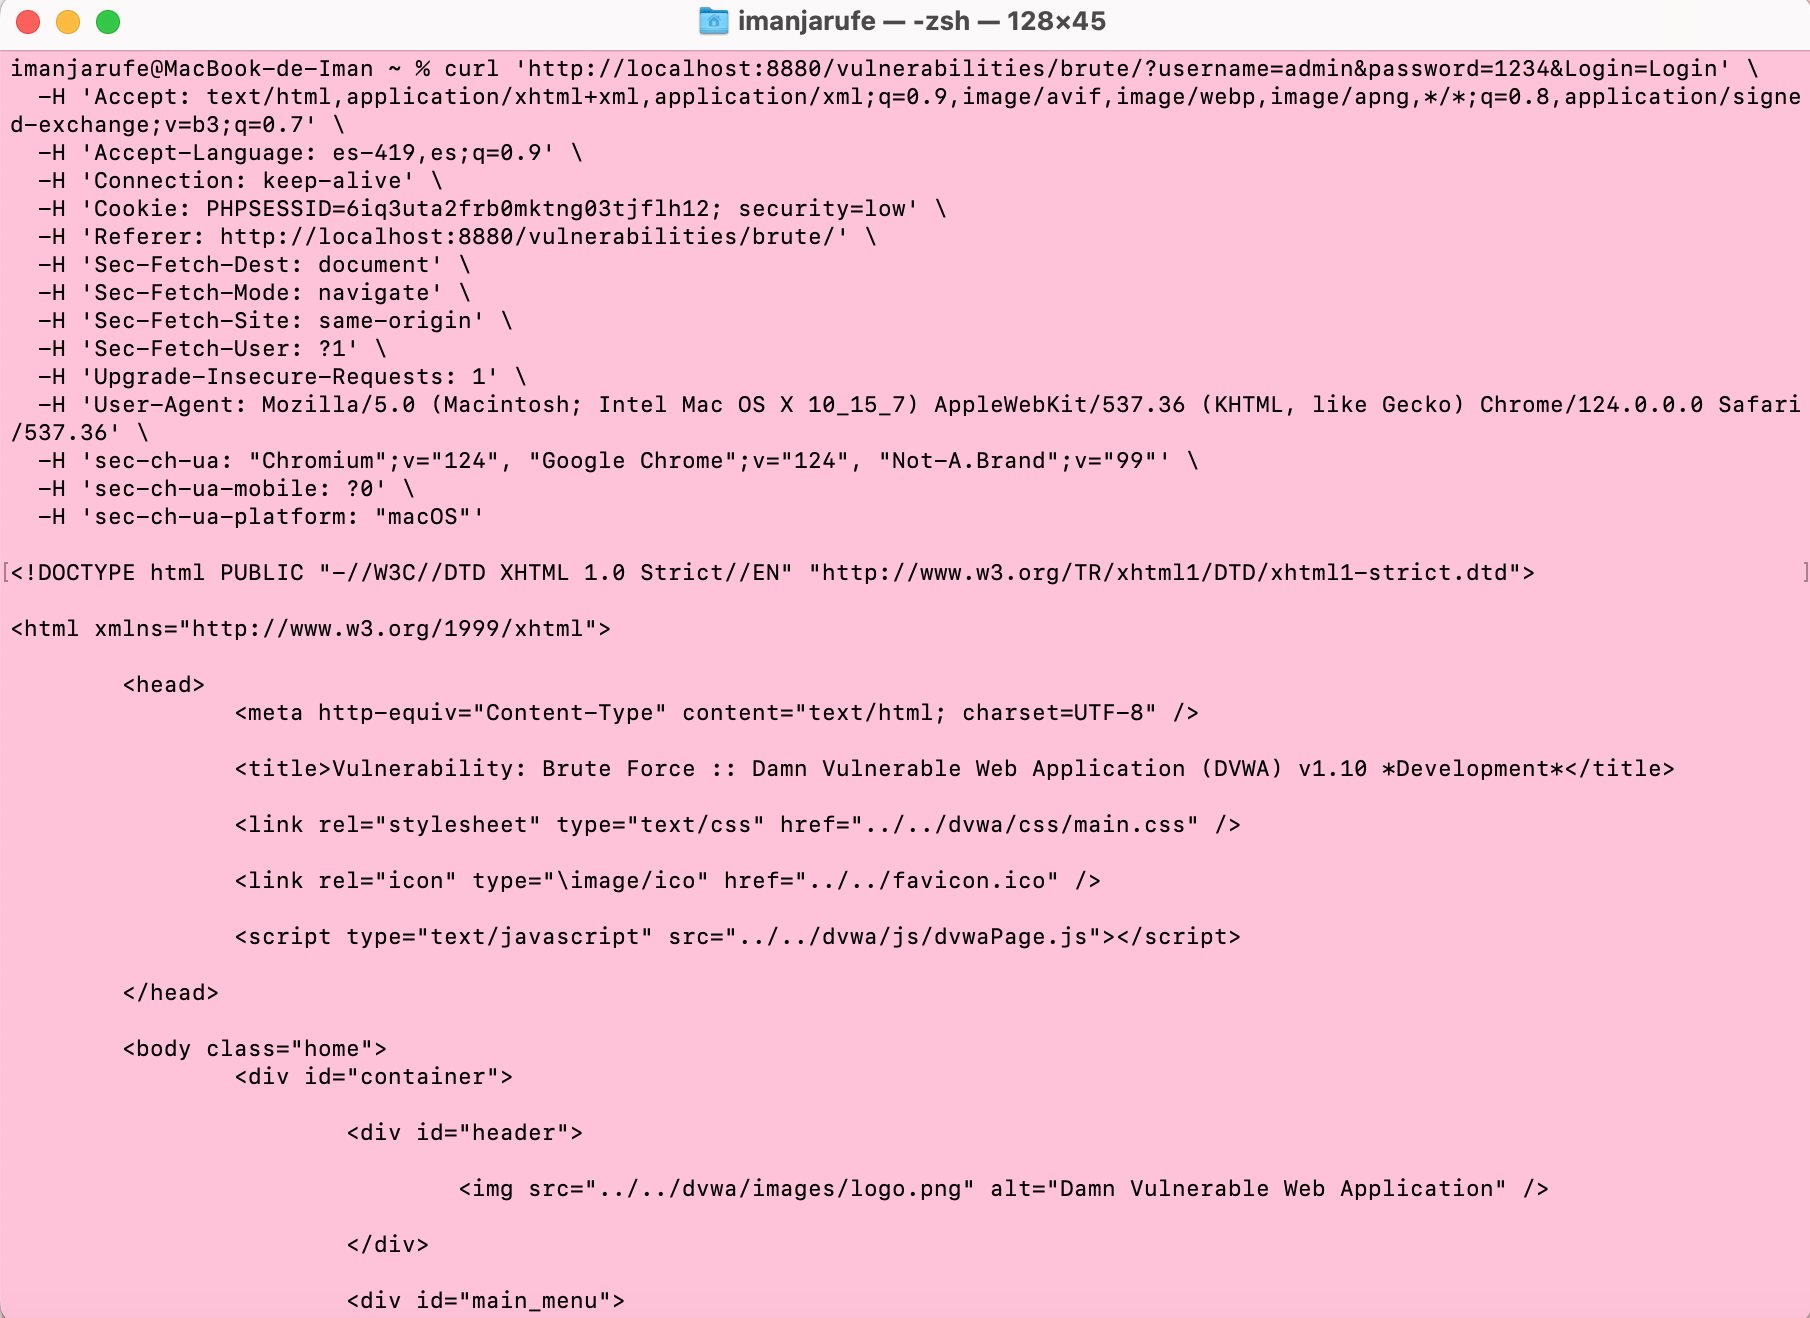 imanjarufe — -zsh — 128×45
imanjarufe@MacBook-de-Iman ~ % curl 'http://localhost:8880/vulnerabilities/brute/?username=admin&password=1234&Login=Login' \
  -H 'Accept: text/html,application/xhtml+xml,application/xml;q=0.9,image/avif,image/webp,image/apng,*/*;q=0.8,application/signe
d-exchange;v=b3;q=0.7' \
  -H 'Accept-Language: es-419,es;q=0.9' \
  -H 'Connection: keep-alive' \
  -H 'Cookie: PHPSESSID=6iq3uta2frb0mktng03tjflh12; security=low' \
  -H 'Referer: http://localhost:8880/vulnerabilities/brute/' \
  -H 'Sec-Fetch-Dest: document' \
  -H 'Sec-Fetch-Mode: navigate' \
  -H 'Sec-Fetch-Site: same-origin' \
  -H 'Sec-Fetch-User: ?1' \
  -H 'Upgrade-Insecure-Requests: 1' \
  -H 'User-Agent: Mozilla/5.0 (Macintosh; Intel Mac OS X 10_15_7) AppleWebKit/537.36 (KHTML, like Gecko) Chrome/124.0.0.0 Safari
/537.36' \
  -H 'sec-ch-ua: "Chromium";v="124", "Google Chrome";v="124", "Not-A.Brand";v="99"' \
  -H 'sec-ch-ua-mobile: ?0' \
  -H 'sec-ch-ua-platform: "macOS"'
[<!DOCTYPE html PUBLIC "-//W3C//DTD XHTML 1.0 Strict//EN" "http://www.w3.org/TR/xhtml1/DTD/xhtml1-strict.dtd">]
<html xmlns="http://www.w3.org/1999/xhtml">
        <head>
                <meta http-equiv="Content-Type" content="text/html; charset=UTF-8" />
                <title>Vulnerability: Brute Force :: Damn Vulnerable Web Application (DVWA) v1.10 *Development*</title>
                <link rel="stylesheet" type="text/css" href="../../dvwa/css/main.css" />
                <link rel="icon" type="\image/ico" href="../../favicon.ico" />
                <script type="text/javascript" src="../../dvwa/js/dvwaPage.js"></script>
        </head>
        <body class="home">
                <div id="container">
                        <div id="header">
                                <img src="../../dvwa/images/logo.png" alt="Damn Vulnerable Web Application" />
                        </div>
                        <div id="main_menu">